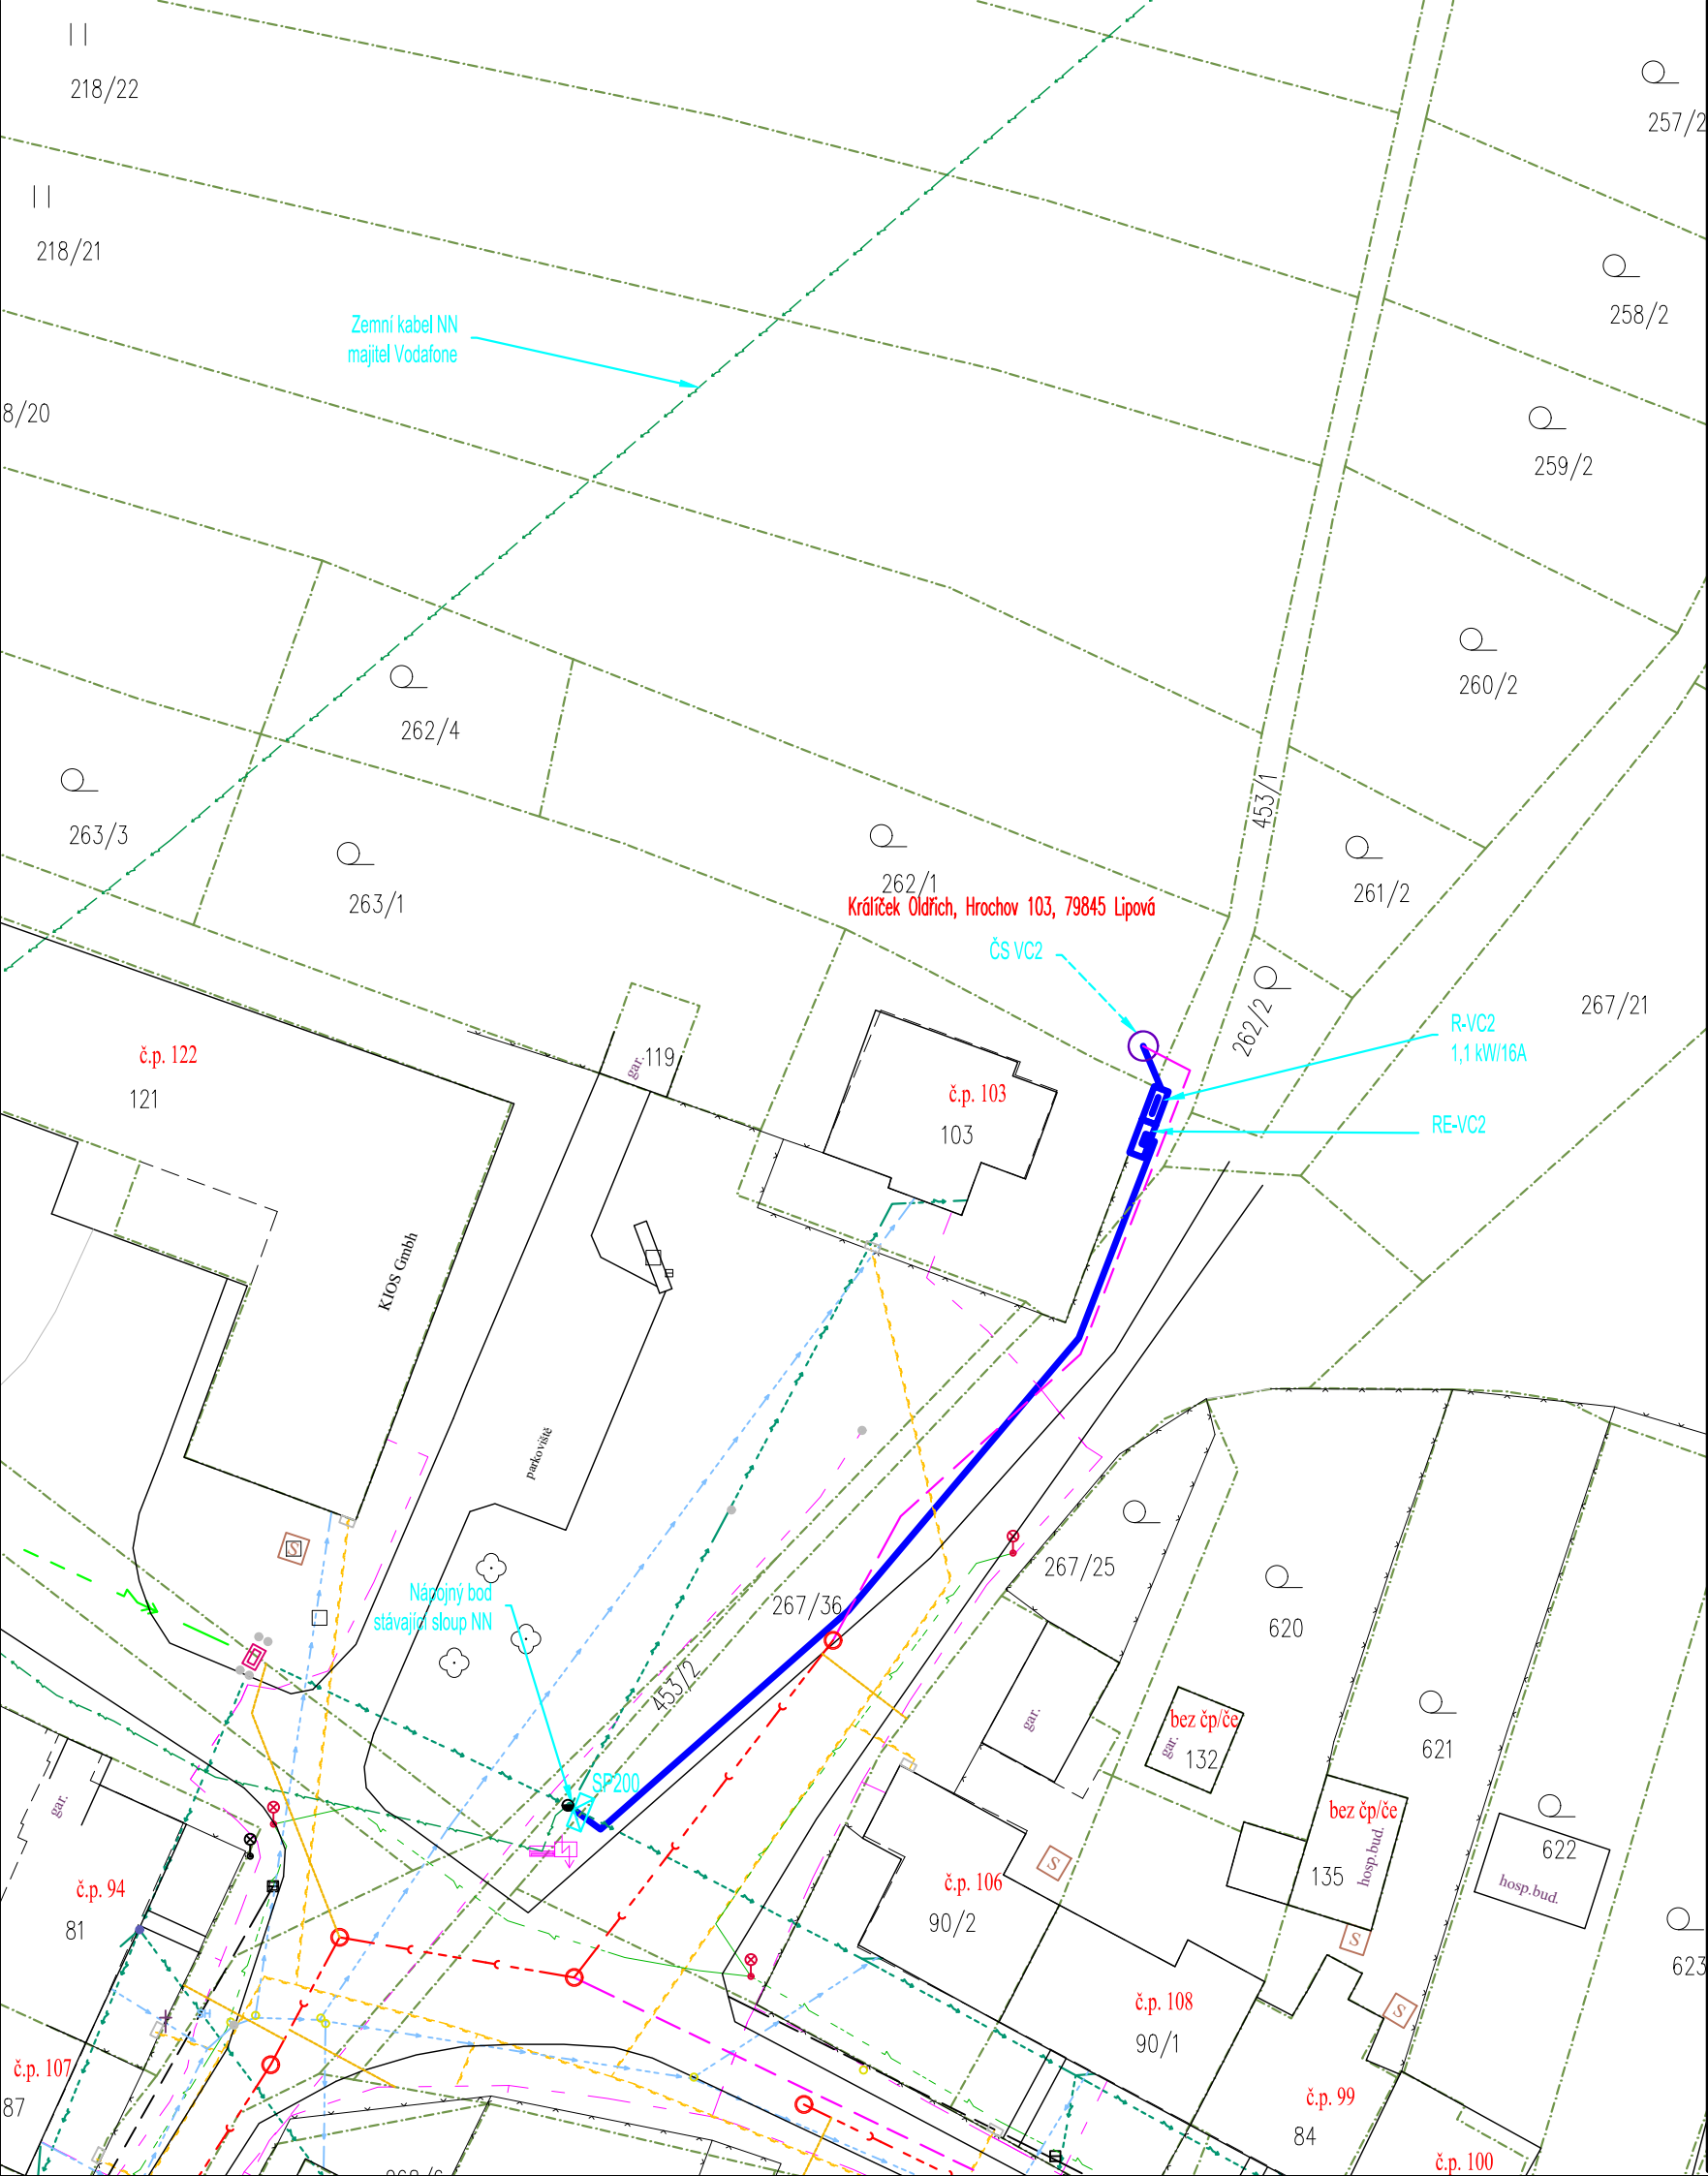 218/22
257/2
218/21
258/2
Zemní kabel NN
majitel Vodafone
8/20
259/2
260/2
262/4
453/1
263/3
262/1
261/2
263/1
Králíček Oldřich, Hrochov 103, 79845 Lipová
ČS VC2
267/21
262/2
R-VC2
1,1 kW/16A
č.p. 122
gar.
119
121
č.p. 103
103
RE-VC2
KIOS Gmbh
parkoviště
S
267/25
Nápojný bod
stávající sloup NN
267/36
620
453/2
gar.
bez čp/če
gar.
132
621
SP200
gar.
bez čp/če
hosp.bud.
135
622
hosp.bud.
S
č.p. 94
81
č.p. 106
90/2
S
623
č.p. 108
90/1
S
č.p. 107
87
č.p. 99
84
č.p. 100